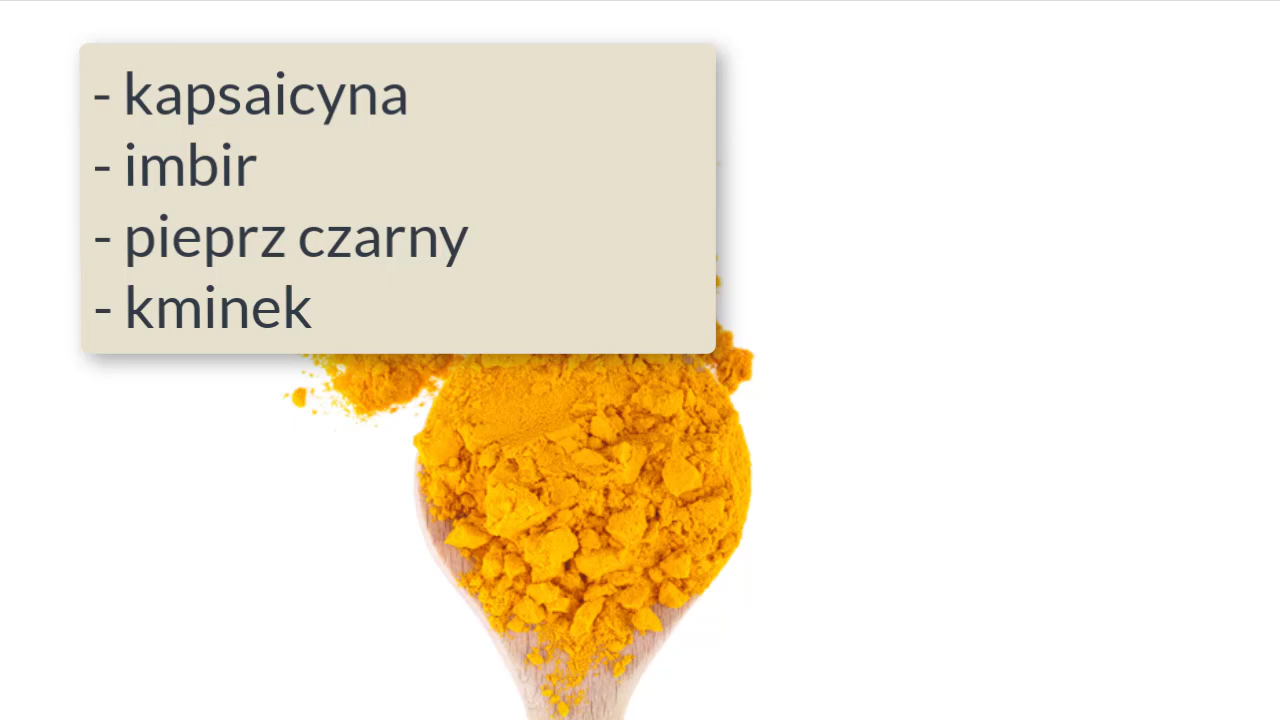 - kapsaicyna
- imbir
- pieprz czarny
- kminek